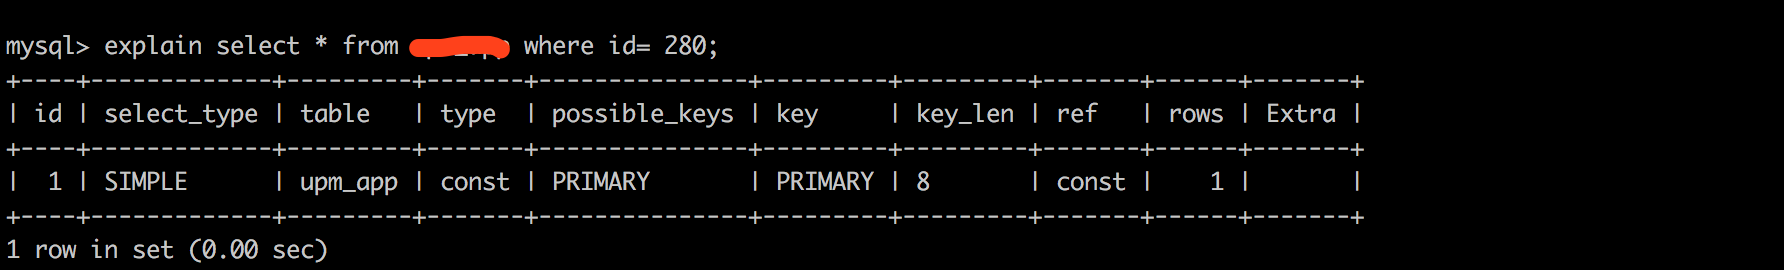 mysql> explain select * from where id= 280;
+----+-------------+---------+-------+---------------+---------+---------+-------+------+-------+
| id | select_type | table   | type  | possible_keys | key     | key_len | ref   | rows | Extra |
+----+-------------+---------+-------+---------------+---------+---------+-------+------+-------+
|  1 | SIMPLE      | upm_app | const | PRIMARY       | PRIMARY | 8       | const |    1 |       |
+----+-------------+---------+-------+---------------+---------+---------+-------+------+-------+
1 row in set (0.00 sec)